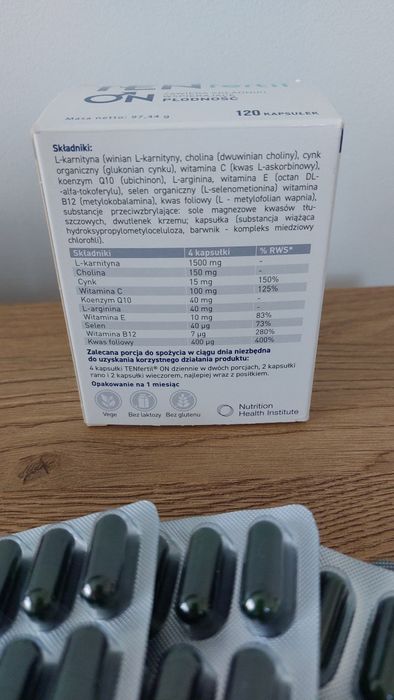 TENfertil
ON
PŁODNOŚĆ
Masa netto: 97,44 g
120 KAPSUŁEK
Składniki:
L-karnityna (winian L-karnityny, cholina (dwuwinian choliny), cynk
organiczny (glukonian cynku), witamina C (kwas L-askorbinowy),
koenzym Q10 (ubichinon), L-arginina, witamina E (octan DL-
-alfa-tokoferylu), selen organiczny (L-selenometionina) witamina
B12 (metylokobalamina), kwas foliowy (L - metylofolian wapnia),
substancje przeciwzbrylające: sole magnezowe kwasów tłu-
szczowych, dwutlenek krzemu; kapsułka (substancja wiążąca
hydroksypropylometyloceluloza, barwnik - kompleks miedziowy
chlorofili).
Składniki 4 kapsułki % RWS*
L-karnityna 1500 mg -
Cholina 150 mg -
Cynk 15 mg 150%
Witamina C 100 mg 125%
Koenzym Q10 40 mg -
L-arginina 40 mg -
Witamina E 10 mg 83%
Selen 40 µg 73%
Witamina B12 7 µg 280%
Kwas foliowy 400 µg 400%
Zalecana porcja do spożycia w ciągu dnia niezbędna
do uzyskania korzystnego działania produktu:
4 kapsułki TENfertil® ON dziennie w dwóch porcjach, 2 kapsułki
rano i 2 kapsułki wieczorem, najlepiej wraz z posiłkiem.
Opakowanie na 1 miesiąc
Vege Bez laktozy Bez glutenu
Nutrition
Health Institute